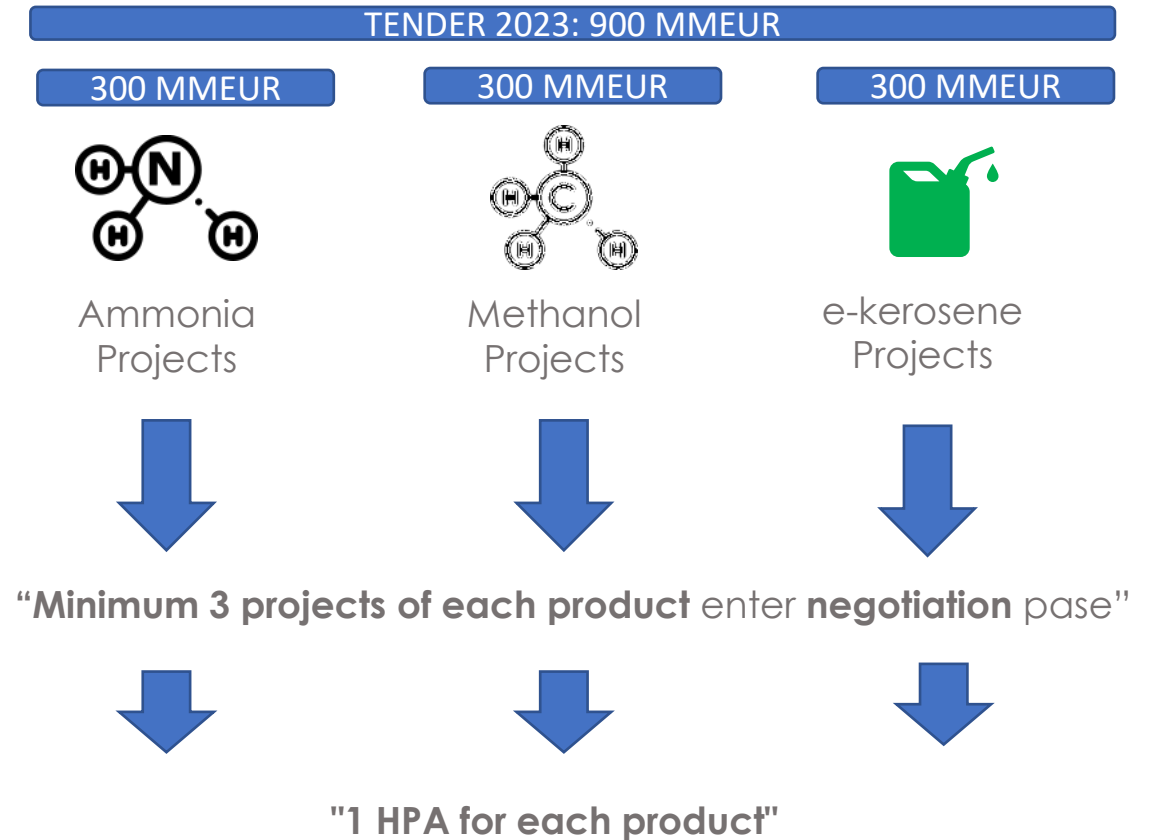 TENDER 2023: 900 MMEUR
300 MMEUR
300 MMEUR
300 MMEUR
H N
H H
H
H C
H H
Ammonia
Projects
Methanol
Projects
e-kerosene
Projects
“Minimum 3 projects of each product enter negotiation pase”
"1 HPA for each product"